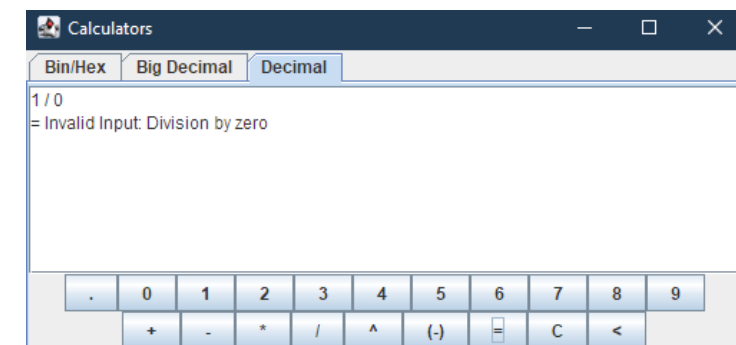 Calculators
Bin/Hex Big Decimal Decimal
1 / 0
= Invalid Input: Division by zero
. 0 1 2 3 4 5 6 7 8 9
+ - * / ^ (-) = C <